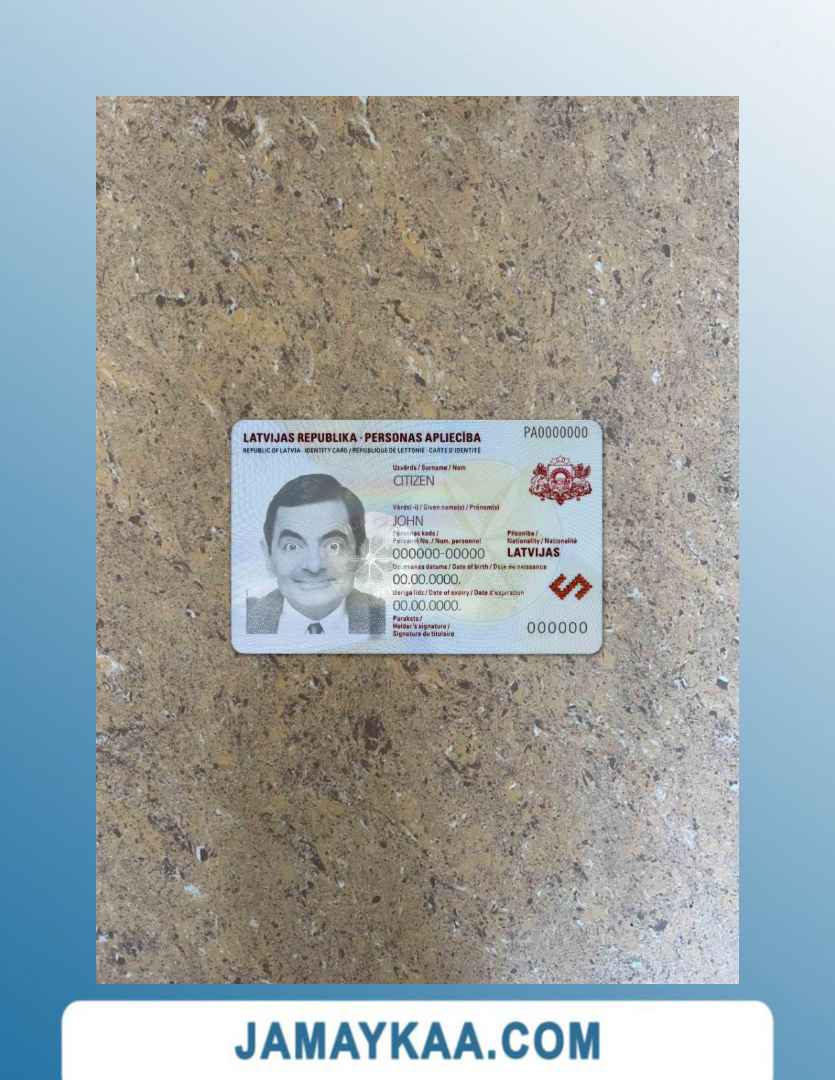 LATVIJAS REPUBLIKA · PERSONAS APLIECĪBA
PA0000000
REPUBLIC OF LATVIA · IDENTITY CARD / RÉPUBLIQUE DE LETTONIE · CARTE D'IDENTITÉ
Uzvārds / Surname / Nom
CITIZEN
Vārds(-i) / Given name(s) / Prénom(s)
JOHN
Personas kods /
Personal No. / Num. personnel
000000-00000
Pilsonība /
Nationality / Nationalité
LATVIJAS
Dzimšanas datums / Date of birth / Date de naissance
00.00.0000.
Derīga līdz / Date of expiry / Date d'expiration
00.00.0000.
Paraksts /
Holder's signature /
Signature du titulaire
000000
JAMAYKAA.COM